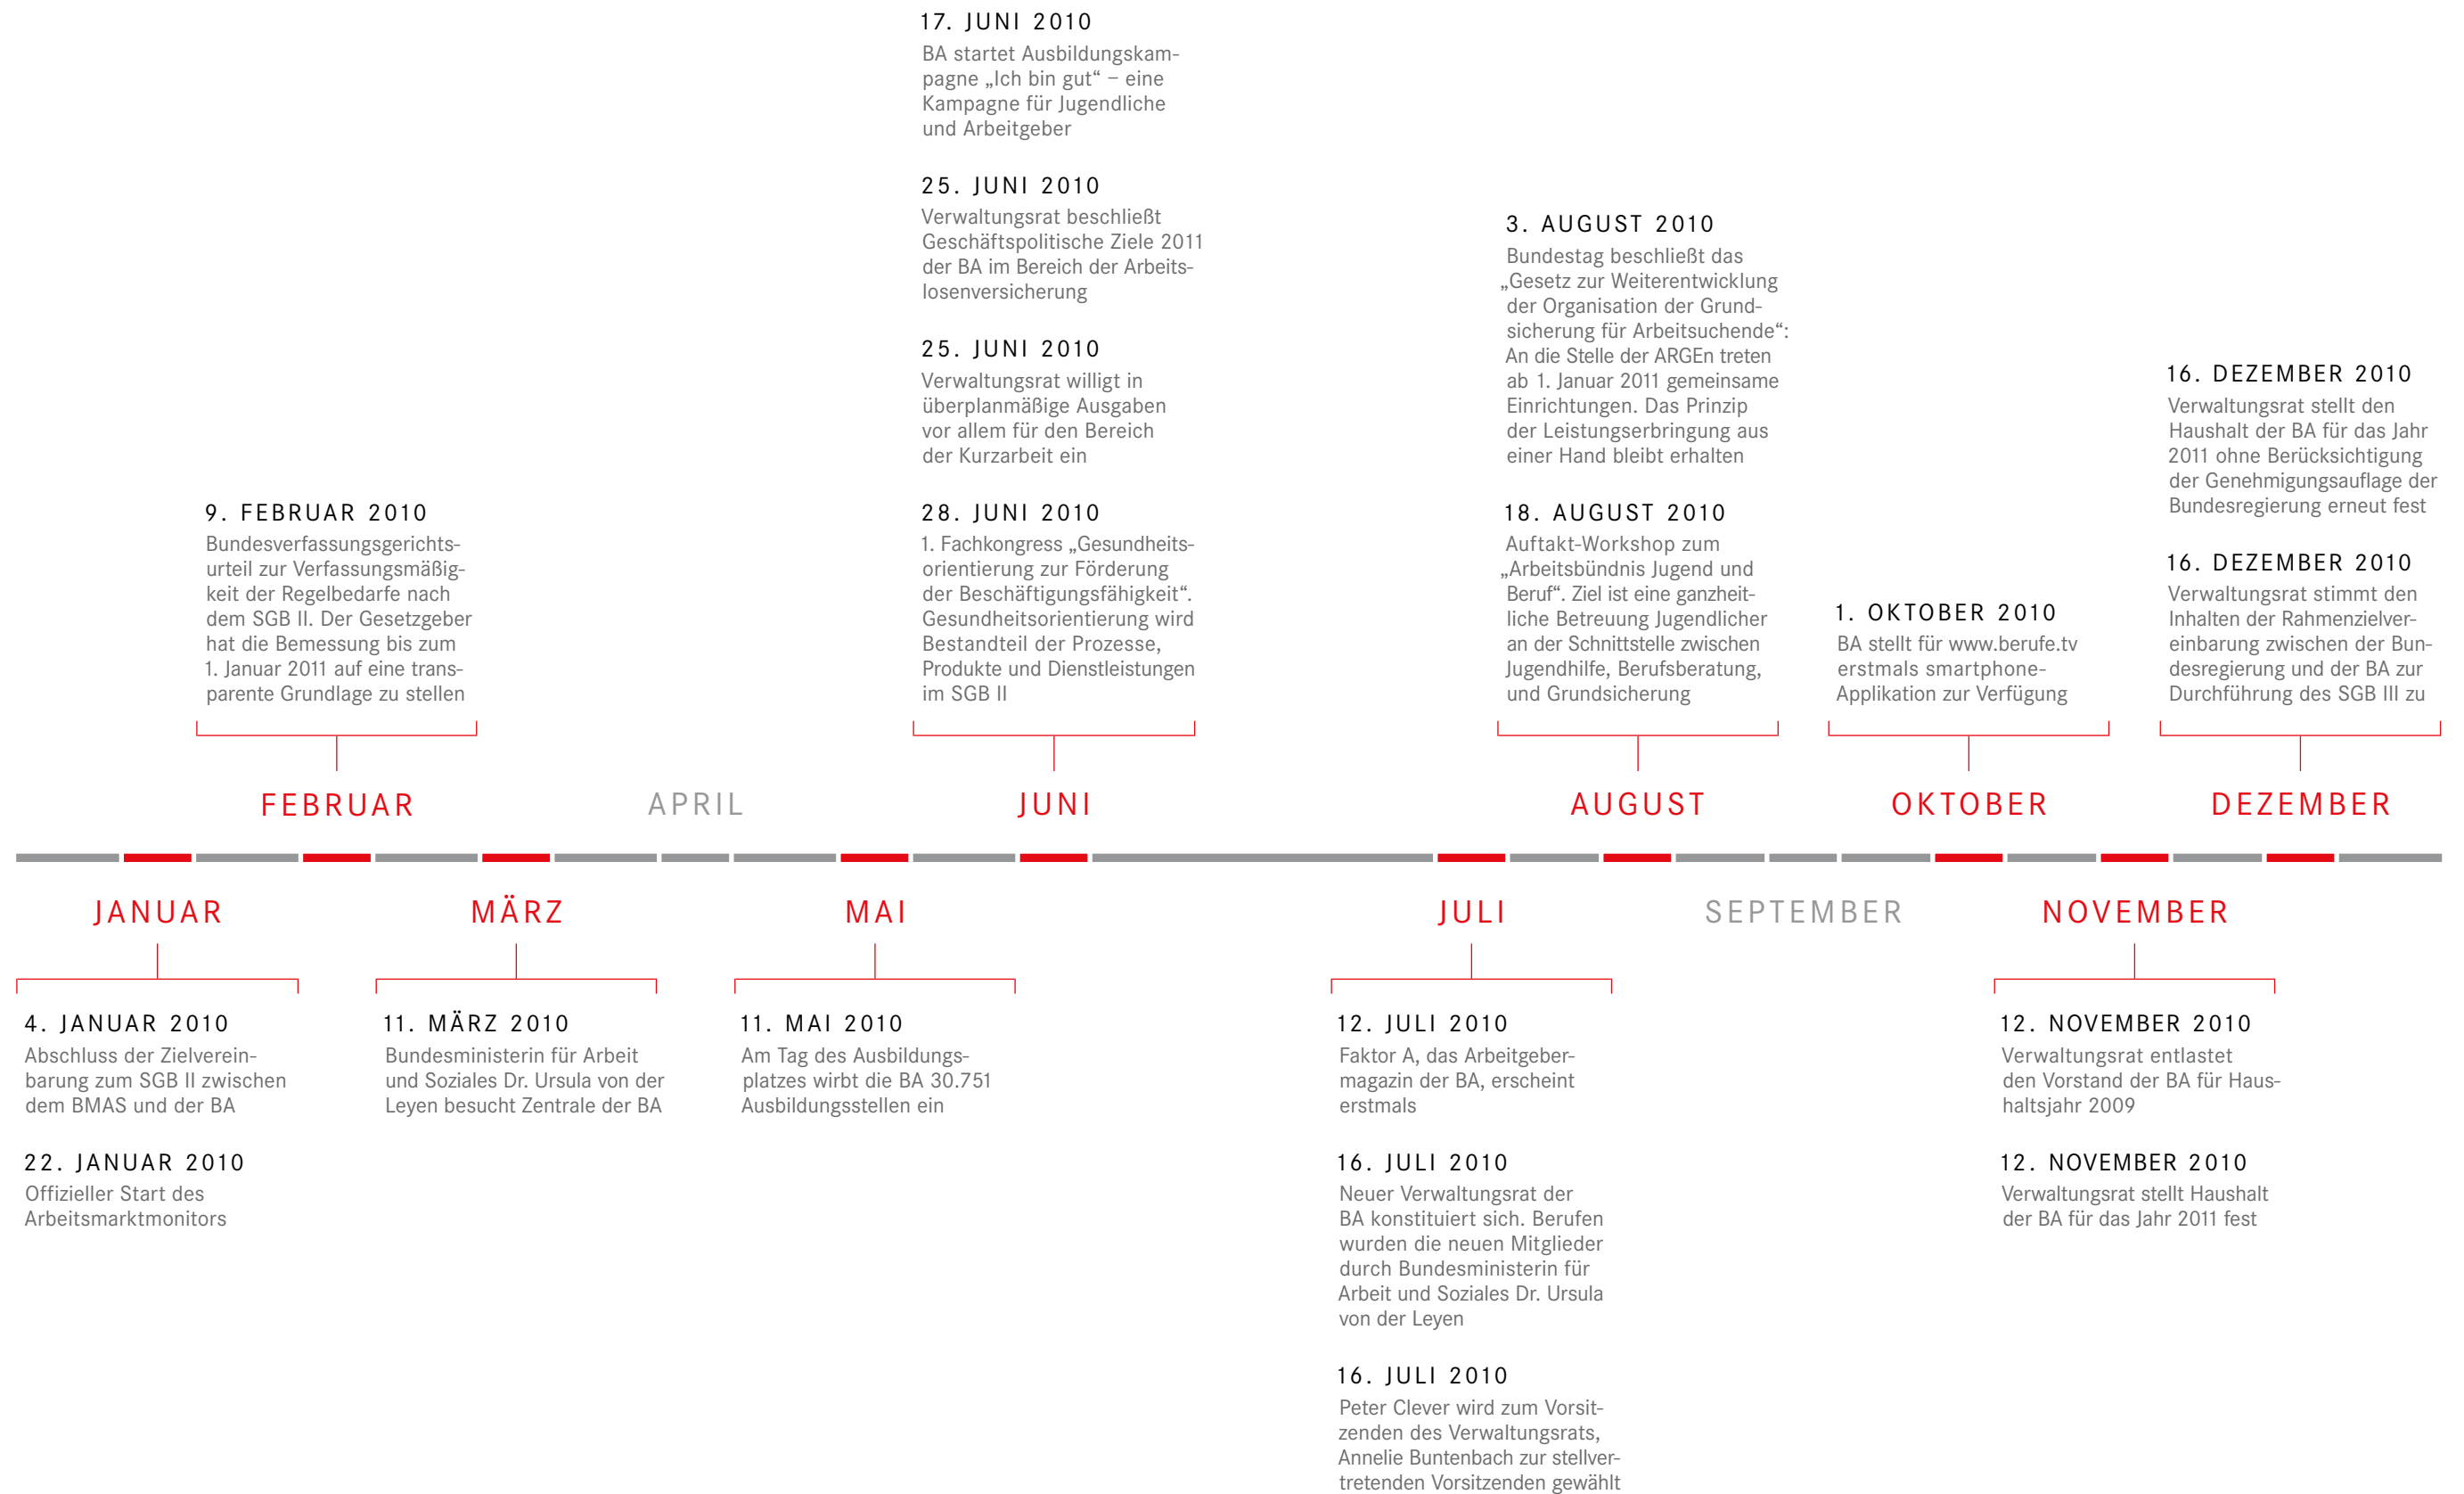 17. JUNI 2010
BA startet Ausbildungskam-
pagne „Ich bin gut“ – eine
Kampagne für Jugendliche
und Arbeitgeber
25. JUNI 2010
Verwaltungsrat beschließt
Geschäftspolitische Ziele 2011
der BA im Bereich der Arbeits-
losenversicherung
25. JUNI 2010
Verwaltungsrat willigt in
überplanmäßige Ausgaben
vor allem für den Bereich
der Kurzarbeit ein
28. JUNI 2010
1. Fachkongress „Gesundheits-
orientierung zur Förderung
der Beschäftigungsfähigkeit“.
Gesundheitsorientierung wird
Bestandteil der Prozesse,
Produkte und Dienstleistungen
im SGB II
9. FEBRUAR 2010
Bundesverfassungsgerichts-
urteil zur Verfassungsmäßig-
keit der Regelbedarfe nach
dem SGB II. Der Gesetzgeber
hat die Bemessung bis zum
1. Januar 2011 auf eine trans-
parente Grundlage zu stellen
3. AUGUST 2010
Bundestag beschließt das
„Gesetz zur Weiterentwicklung
der Organisation der Grund-
sicherung für Arbeitsuchende“:
An die Stelle der ARGEn treten
ab 1. Januar 2011 gemeinsame
Einrichtungen. Das Prinzip
der Leistungserbringung aus
einer Hand bleibt erhalten
18. AUGUST 2010
Auftakt-Workshop zum
„Arbeitsbündnis Jugend und
Beruf“. Ziel ist eine ganzheit-
liche Betreuung Jugendlicher
an der Schnittstelle zwischen
Jugendhilfe, Berufsberatung,
und Grundsicherung
1. OKTOBER 2010
BA stellt für www.berufe.tv
erstmals smartphone-
Applikation zur Verfügung
16. DEZEMBER 2010
Verwaltungsrat stellt den
Haushalt der BA für das Jahr
2011 ohne Berücksichtigung
der Genehmigungsauflage der
Bundesregierung erneut fest
16. DEZEMBER 2010
Verwaltungsrat stimmt den
Inhalten der Rahmenzielver-
einbarung zwischen der Bun-
desregierung und der BA zur
Durchführung des SGB III zu
FEBRUAR
APRIL
JUNI
AUGUST
OKTOBER
DEZEMBER
JANUAR
MÄRZ
MAI
JULI
SEPTEMBER
NOVEMBER
4. JANUAR 2010
Abschluss der Zielverein-
barung zum SGB II zwischen
dem BMAS und der BA
22. JANUAR 2010
Offizieller Start des
Arbeitsmarktmonitors
11. MÄRZ 2010
Bundesministerin für Arbeit
und Soziales Dr. Ursula von der
Leyen besucht Zentrale der BA
11. MAI 2010
Am Tag des Ausbildungs-
platzes wirbt die BA 30.751
Ausbildungsstellen ein
12. JULI 2010
Faktor A, das Arbeitgeber-
magazin der BA, erscheint
erstmals
16. JULI 2010
Neuer Verwaltungsrat der
BA konstituiert sich. Berufen
wurden die neuen Mitglieder
durch Bundesministerin für
Arbeit und Soziales Dr. Ursula
von der Leyen
16. JULI 2010
Peter Clever wird zum Vorsit-
zenden des Verwaltungsrats,
Annelie Buntenbach zur stellver-
tretenden Vorsitzenden gewählt
12. NOVEMBER 2010
Verwaltungsrat entlastet
den Vorstand der BA für Haus-
haltsjahr 2009
12. NOVEMBER 2010
Verwaltungsrat stellt Haushalt
der BA für das Jahr 2011 fest